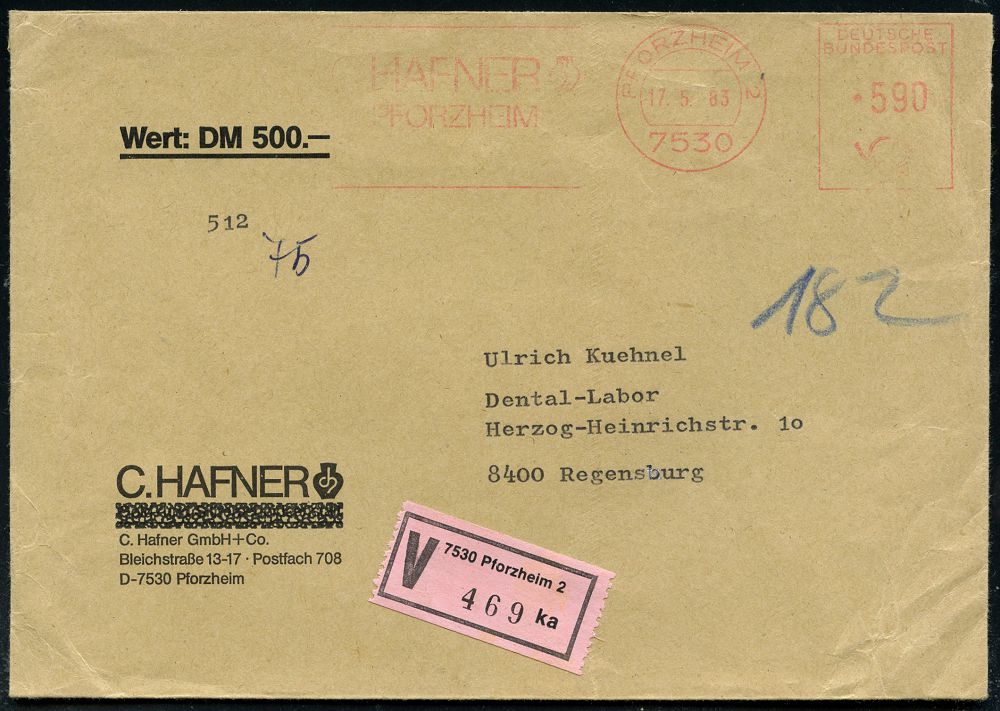 HAFNER
PFORZHEIM
PFORZHEIM 2
17. 5. 83
7530
DEUTSCHE
BUNDESPOST
590
Wert: DM 500.—
512
75
182
Ulrich Kuehnel
Dental-Labor
Herzog-Heinrichstr. 1o
8400 Regensburg
C.HAFNER
C. Hafner GmbH+Co.
Bleichstraße 13-17 · Postfach 708
D-7530 Pforzheim
V
7530 Pforzheim 2
469 ka